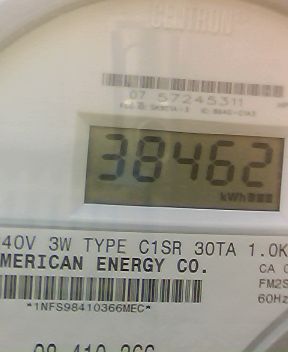 CENTRON
07 57245311
38462
kWh
40V 3W TYPE C1SR 30TA 1.0K
MERICAN ENERGY CO.
CA 0
FM2S
60Hz
*1NFS98410366MEC*